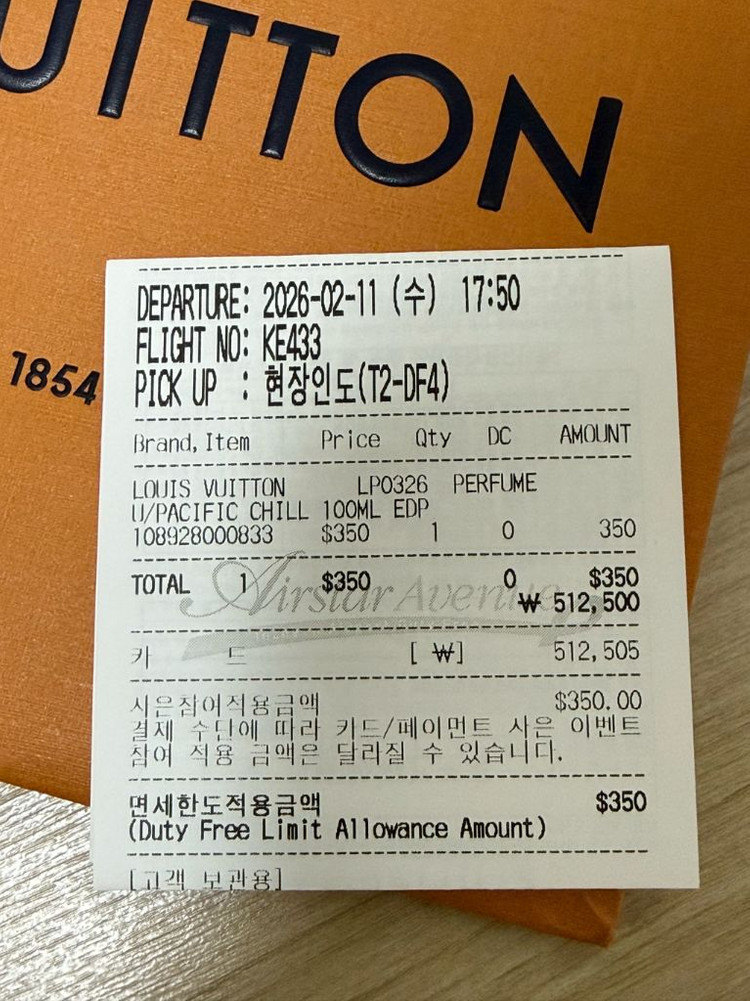 UITTON
1854
DEPARTURE: 2026-02-11 (수) 17:50
FLIGHT NO: KE433
PICK UP : 현장인도(T2-DF4)
Brand, Item Price Qty DC AMOUNT
LOUIS VUITTON LP0326 PERFUME
U/PACIFIC CHILL 100ML EDP
108928000833 $350 1 0 350
TOTAL 1 $350 0 $350
₩ 512,500
Airstar Avenue
카 드 [ ₩] 512,505
사은참여적용금액 $350.00
결제 수단에 따라 카드/페이먼트 사은 이벤트
참여 적용 금액은 달라질 수 있습니다.
면세한도적용금액 $350
(Duty Free Limit Allowance Amount)
[고객 보관용]